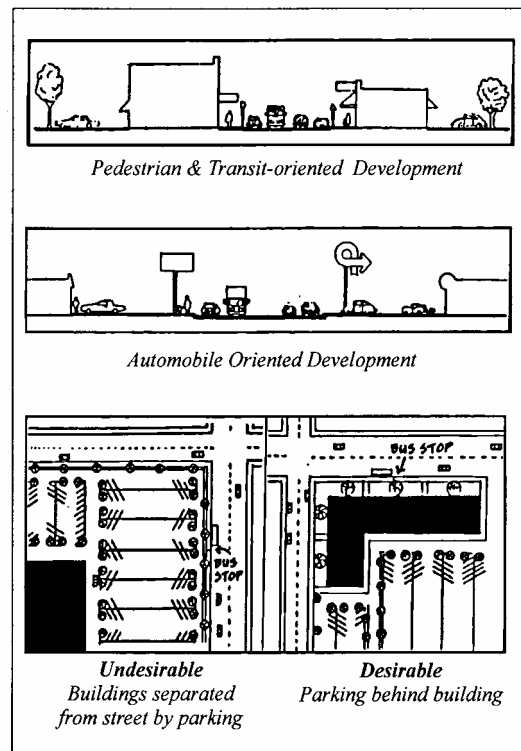 Pedestrian & Transit-oriented Development
Automobile Oriented Development
BUS STOP
BUS
STOP
Undesirable
Buildings separated
from street by parking
Desirable
Parking behind building